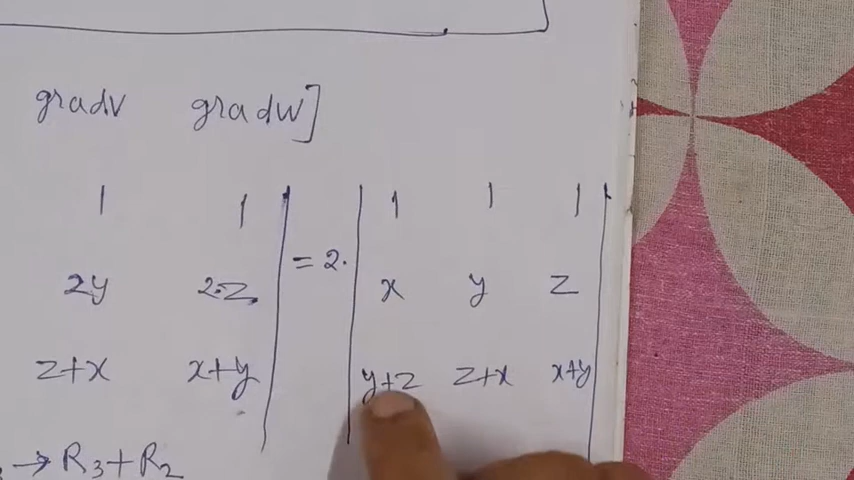 gradv gradw]
| 1 1 | = 2. | 1 1 1 |
2y 2z x y z
z+x x+y y+z z+x x+y
→ R3+R2